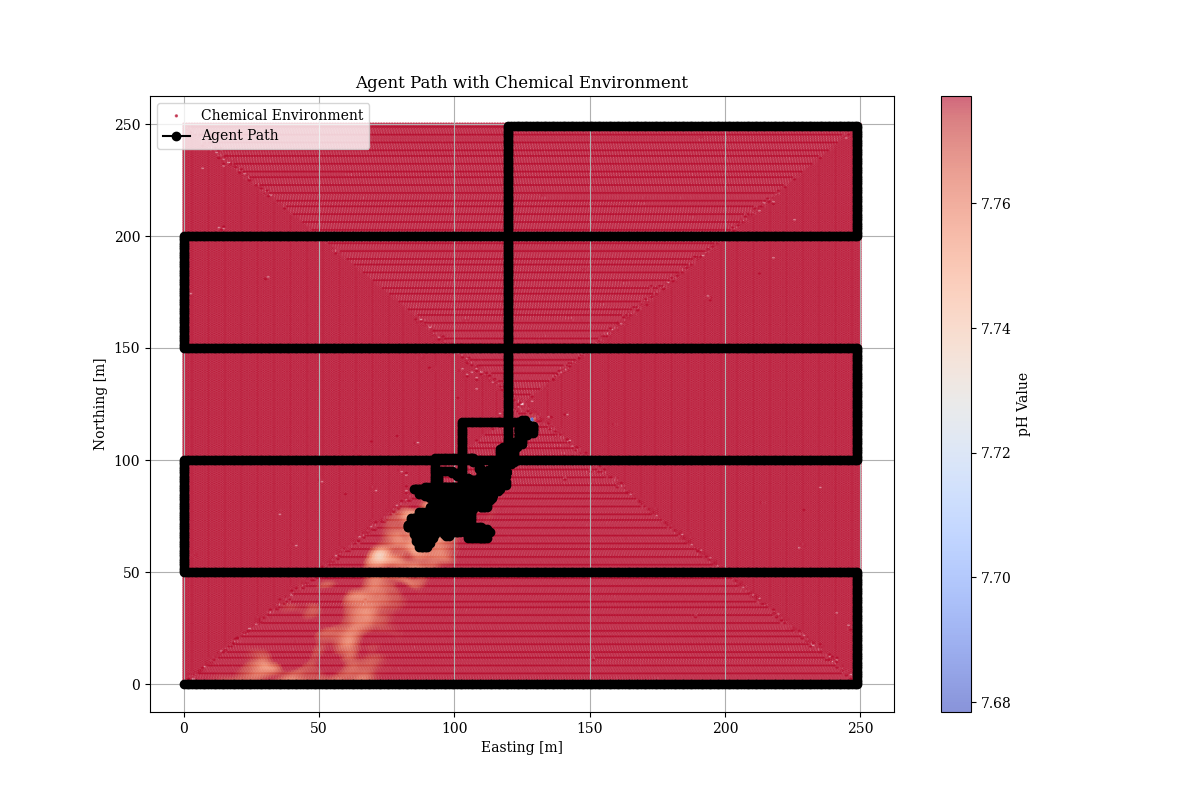 Agent Path with Chemical Environment
Chemical Environment
Agent Path
250
200
150
100
50
0
Northing [m]
0 50 100 150 200 250
Easting [m]
7.76
7.74
7.72
7.70
7.68
pH Value